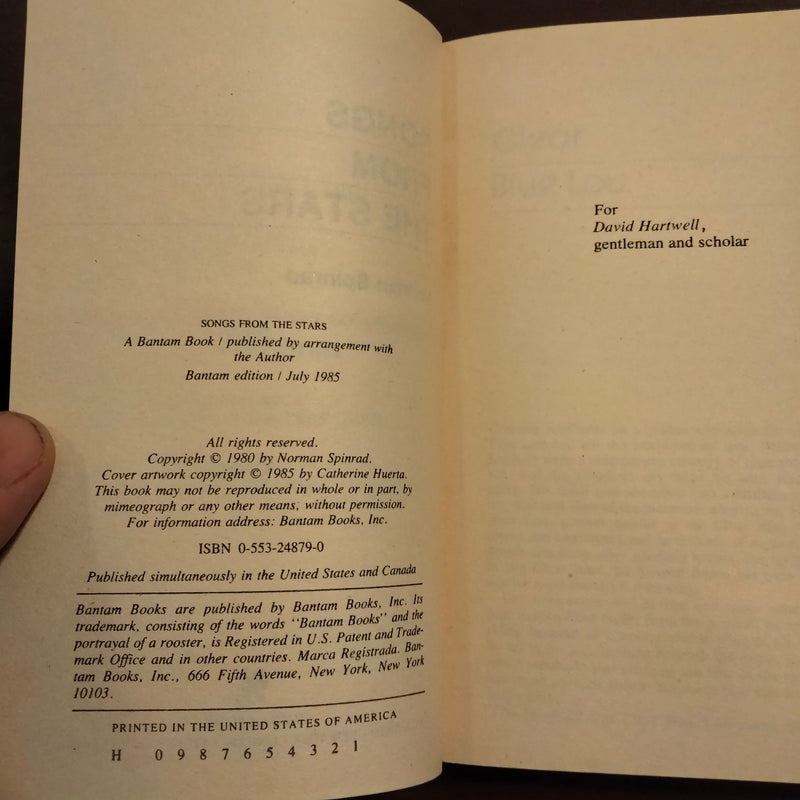 SONGS FROM THE STARS
A Bantam Book / published by arrangement with
the Author
Bantam edition / July 1985
All rights reserved.
Copyright © 1980 by Norman Spinrad.
Cover artwork copyright © 1985 by Catherine Huerta.
This book may not be reproduced in whole or in part, by
mimeograph or any other means, without permission.
For information address: Bantam Books, Inc.
ISBN 0-553-24879-0
Published simultaneously in the United States and Canada
Bantam Books are published by Bantam Books, Inc. Its
trademark, consisting of the words "Bantam Books" and the
portrayal of a rooster, is Registered in U.S. Patent and Trade-
mark Office and in other countries. Marca Registrada. Ban-
tam Books, Inc., 666 Fifth Avenue, New York, New York
10103.
PRINTED IN THE UNITED STATES OF AMERICA
H 0 9 8 7 6 5 4 3 2 1
For
David Hartwell,
gentleman and scholar